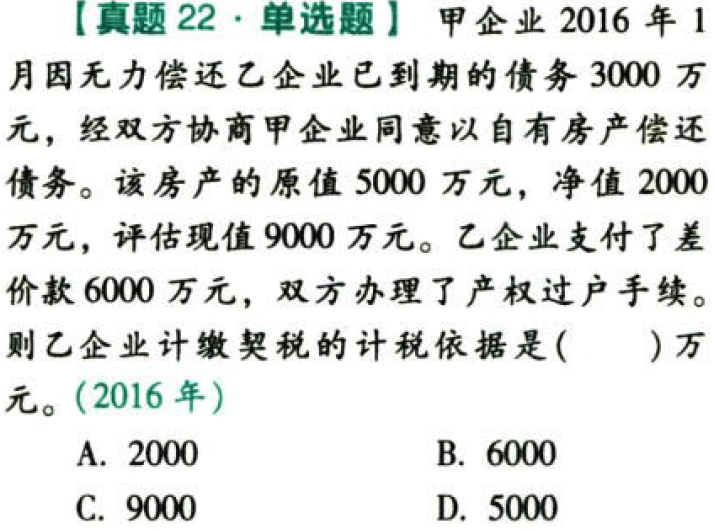 【真题 22·单选题】 甲企业 2016 年 1
月因无力偿还乙企业已到期的债务 3000 万
元，经双方协商甲企业同意以自有房产偿还
债务。该房产的原值 5000 万元，净值 2000
万元，评估现值 9000 万元。乙企业支付了差
价款 6000 万元，双方办理了产权过户手续。
则乙企业计缴契税的计税依据是(　　)万
元。(2016 年)
A. 2000　　B. 6000
C. 9000　　D. 5000